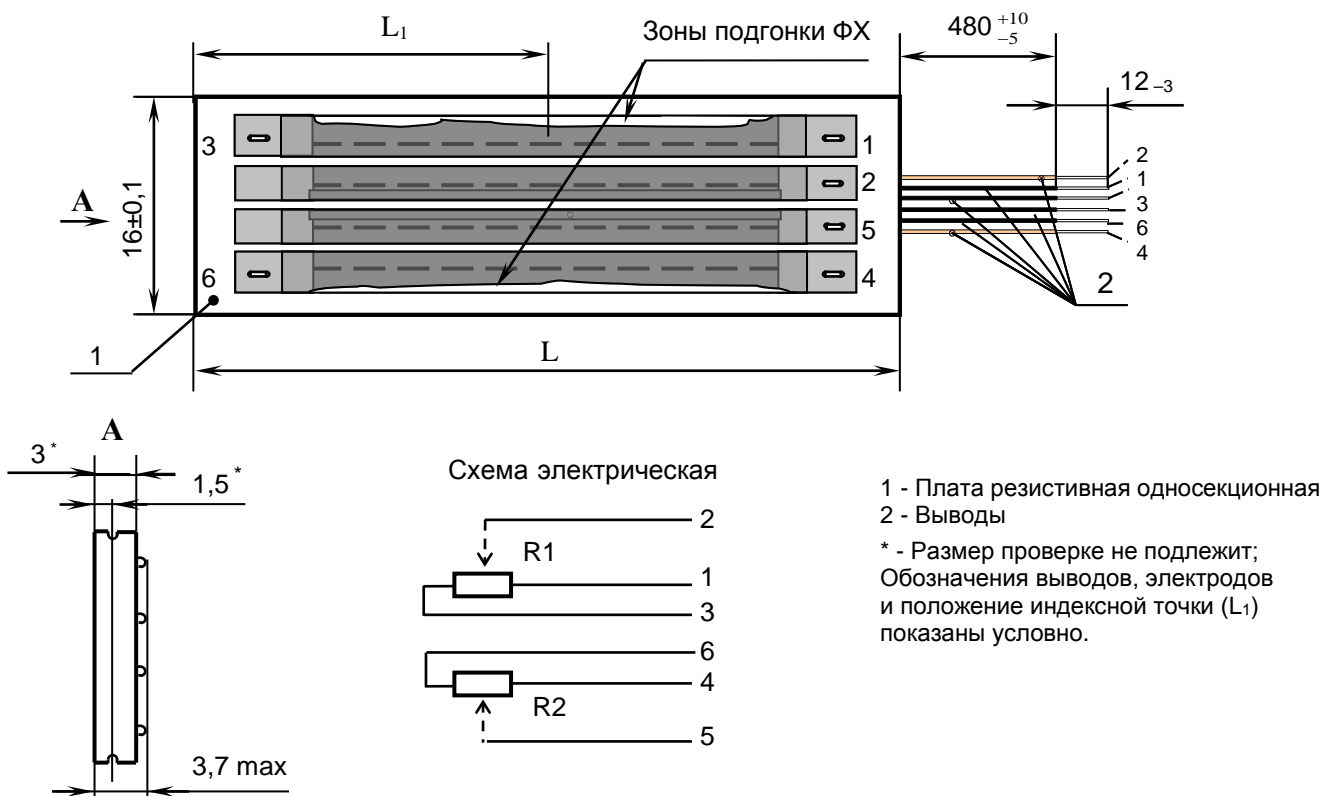 L₁
Зоны подгонки ФХ
480 +10 –5
12 –3
3
1
2
5
6
4
A
16±0,1
2
1
3
6
4
2
1
L
A
3*
1,5*
3,7 max
Схема электрическая
2
R1
1
3
6
4
R2
5
1 - Плата резистивная односекционная
2 - Выводы
* - Размер проверке не подлежит;
Обозначения выводов, электродов
и положение индексной точки (L₁)
показаны условно.